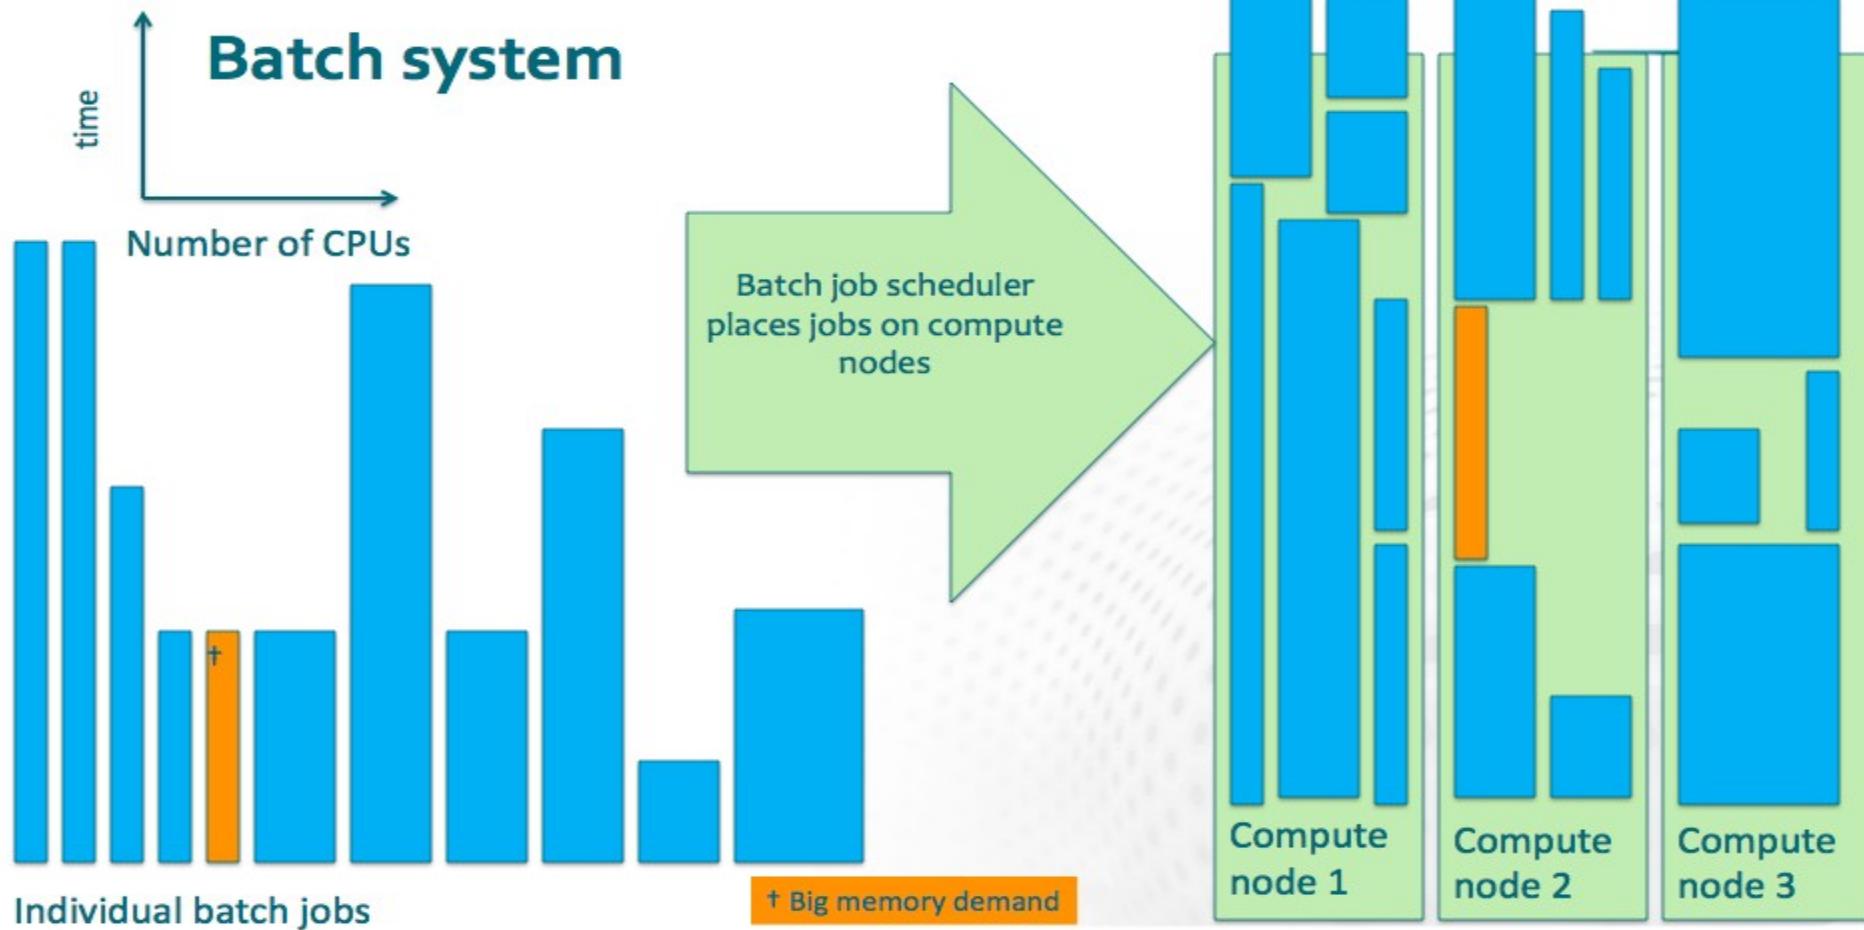 Batch system
time
Number of CPUs
Batch job scheduler
places jobs on compute
nodes
†
Individual batch jobs
† Big memory demand
Compute
node 1
Compute
node 2
Compute
node 3